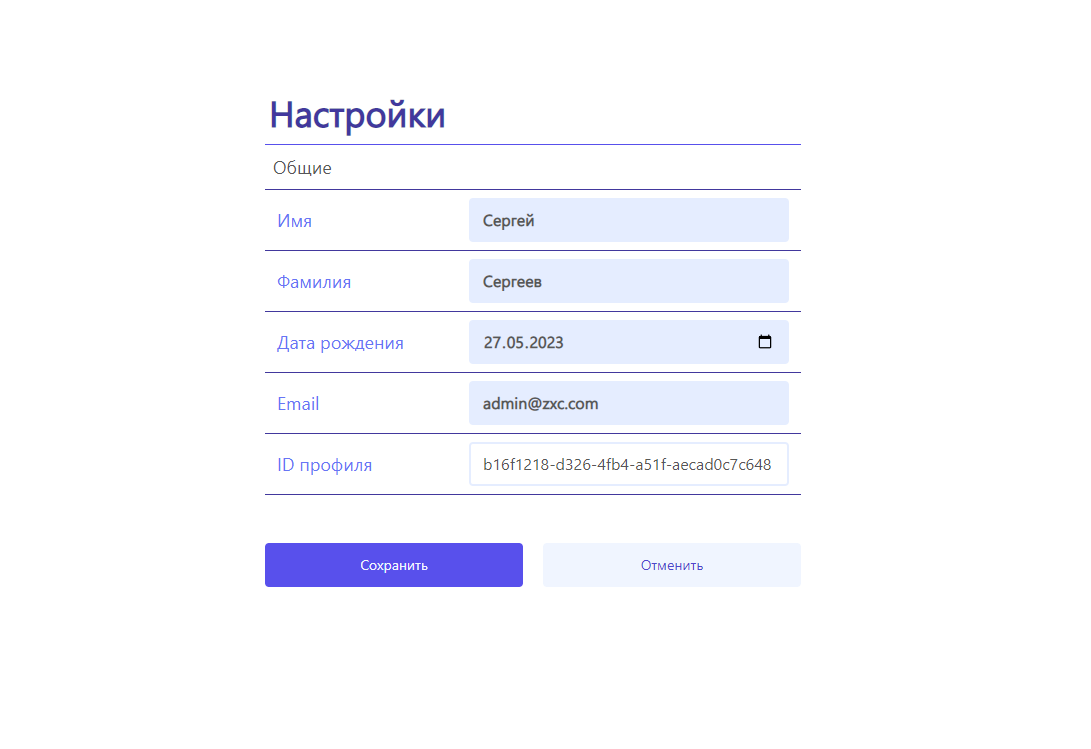 Настройки
Общие
Имя Сергей
Фамилия Сергеев
Дата рождения 27.05.2023
Email admin@zxc.com
ID профиля b16f1218-d326-4fb4-a51f-aecad0c7c648
Сохранить Отменить